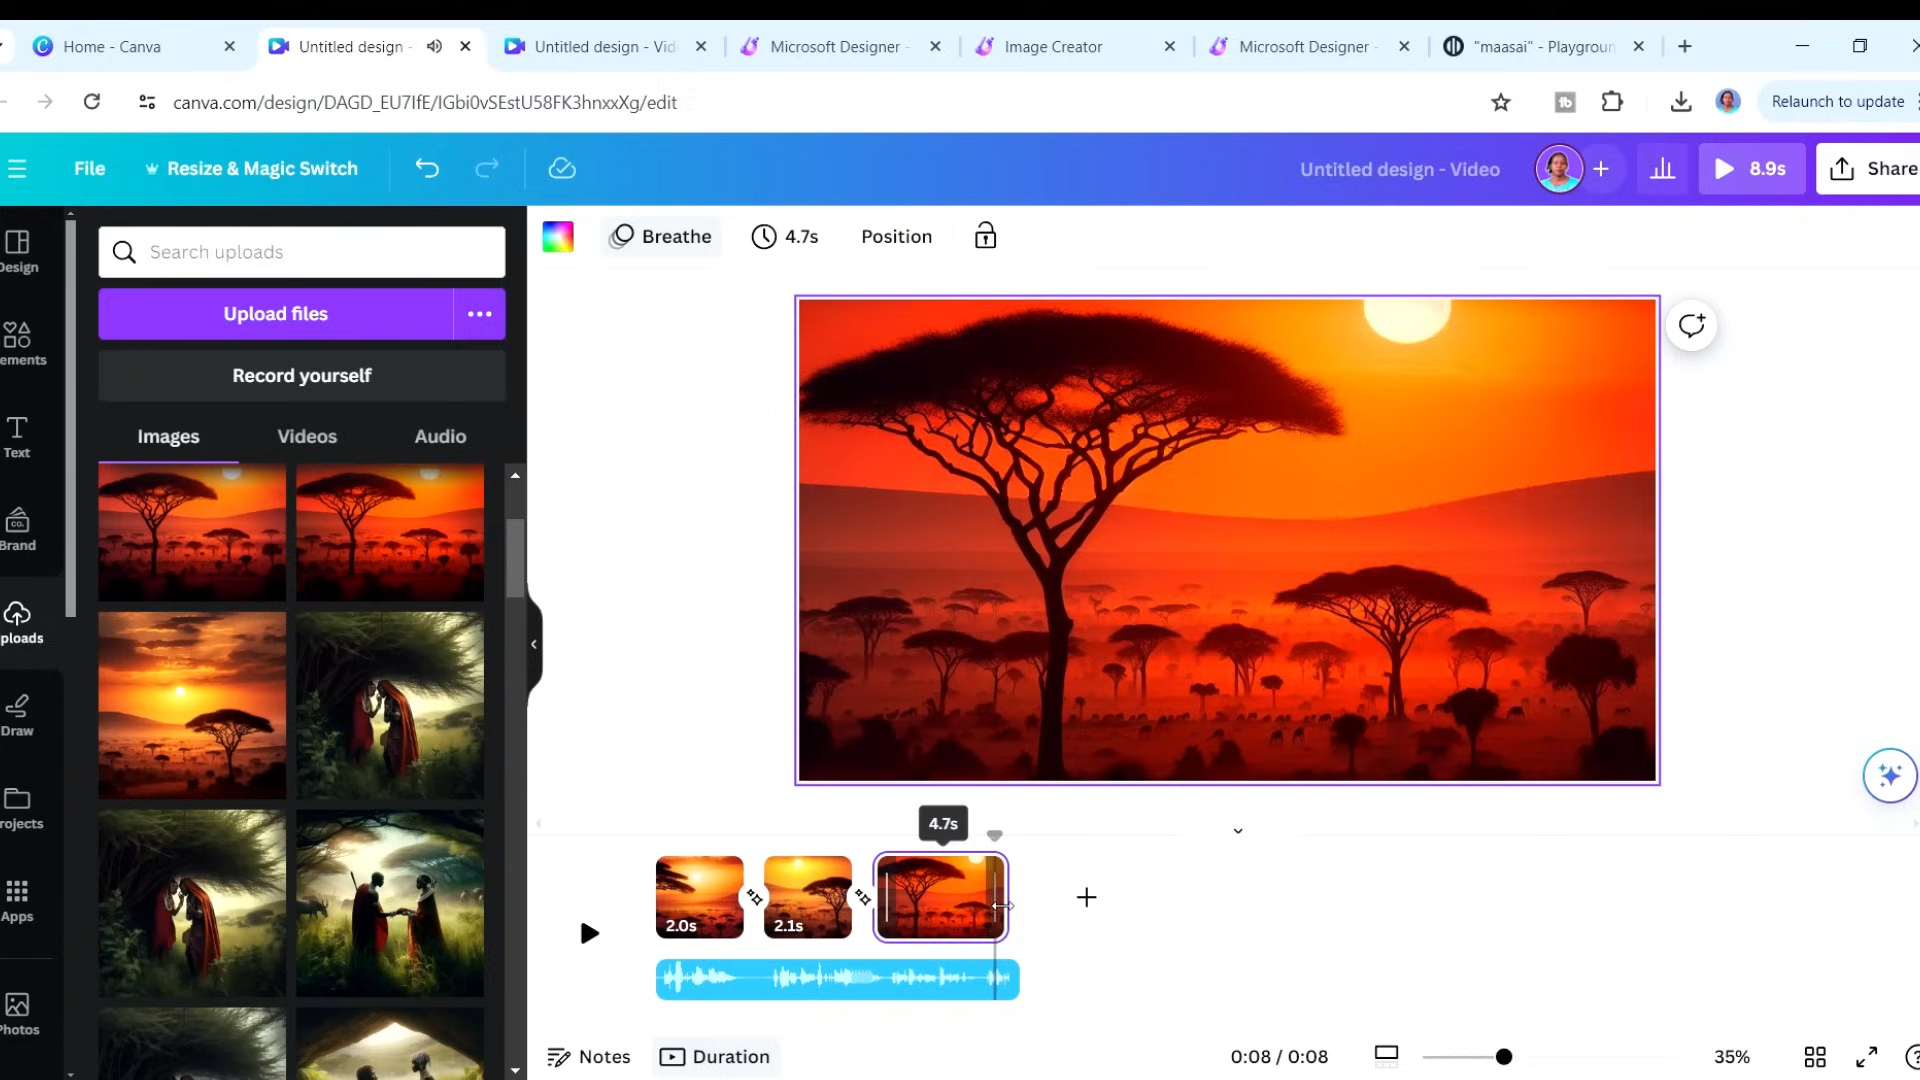 Home - Canva
Untitled design -
Untitled design - Vid
Microsoft Designer -
Image Creator
Microsoft Designer -
"maasai" - Playgroun
canva.com/design/DAGD_EU7IfE/IGbi0vSEstU58FK3hnxxXg/edit
Relaunch to update
File
Resize & Magic Switch
Untitled design - Video
8.9s
Share
Design
Search uploads
Breathe
4.7s
Position
Upload files
Record yourself
ements
Images
Videos
Audio
Text
CO.
Brand
ploads
Draw
rojects
Apps
Photos
4.7s
2.0s
2.1s
Notes
Duration
0:08 / 0:08
35%